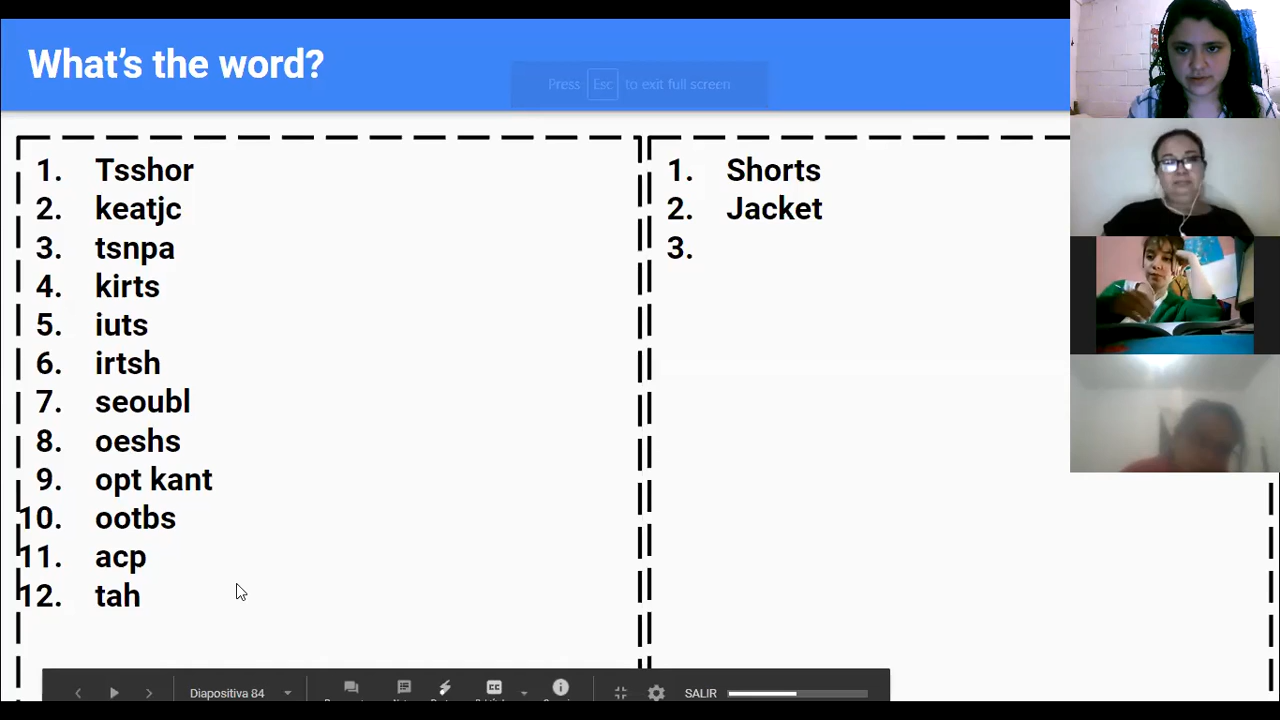 What's the word?
Press Esc to exit full screen
1. Tsshor
2. keatjc
3. tsnpa
4. kirts
5. iuts
6. irtsh
7. seoubl
8. oeshs
9. opt kant
10. ootbs
11. acp
12. tah
1. Shorts
2. Jacket
3.
Diapositiva 84
SALIR